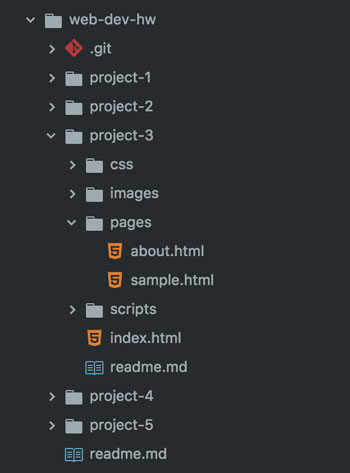 web-dev-hw
.git
project-1
project-2
project-3
css
images
pages
about.html
sample.html
scripts
index.html
readme.md
project-4
project-5
readme.md